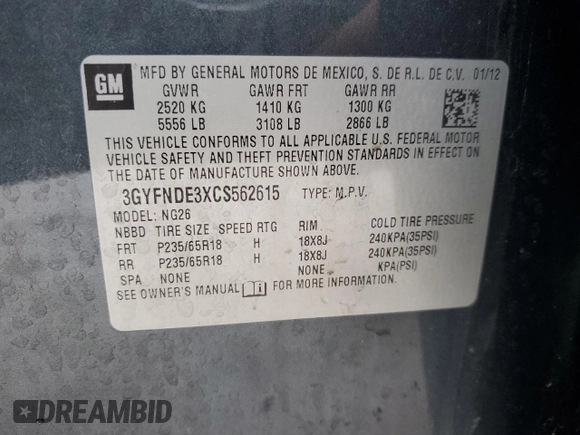 GM
MFD BY GENERAL MOTORS DE MEXICO, S. DE R.L. DE C.V. 01/12
GVWR GAWR FRT GAWR RR
2520 KG 1410 KG 1300 KG
5556 LB 3108 LB 2866 LB
THIS VEHICLE CONFORMS TO ALL APPLICABLE U.S. FEDERAL MOTOR
VEHICLE SAFETY AND THEFT PREVENTION STANDARDS IN EFFECT ON
THE DATE OF MANUFACTURE SHOWN ABOVE.
3GYFNDE3XCS562615 TYPE: M.P.V.
MODEL: NG26
NBBD TIRE SIZE SPEED RTG RIM COLD TIRE PRESSURE
FRT P235/65R18 H 18X8J 240KPA(35PSI)
RR P235/65R18 H 18X8J 240KPA(35PSI)
SPA NONE NONE KPA(PSI)
SEE OWNER'S MANUAL i FOR MORE INFORMATION.
DREAMBID